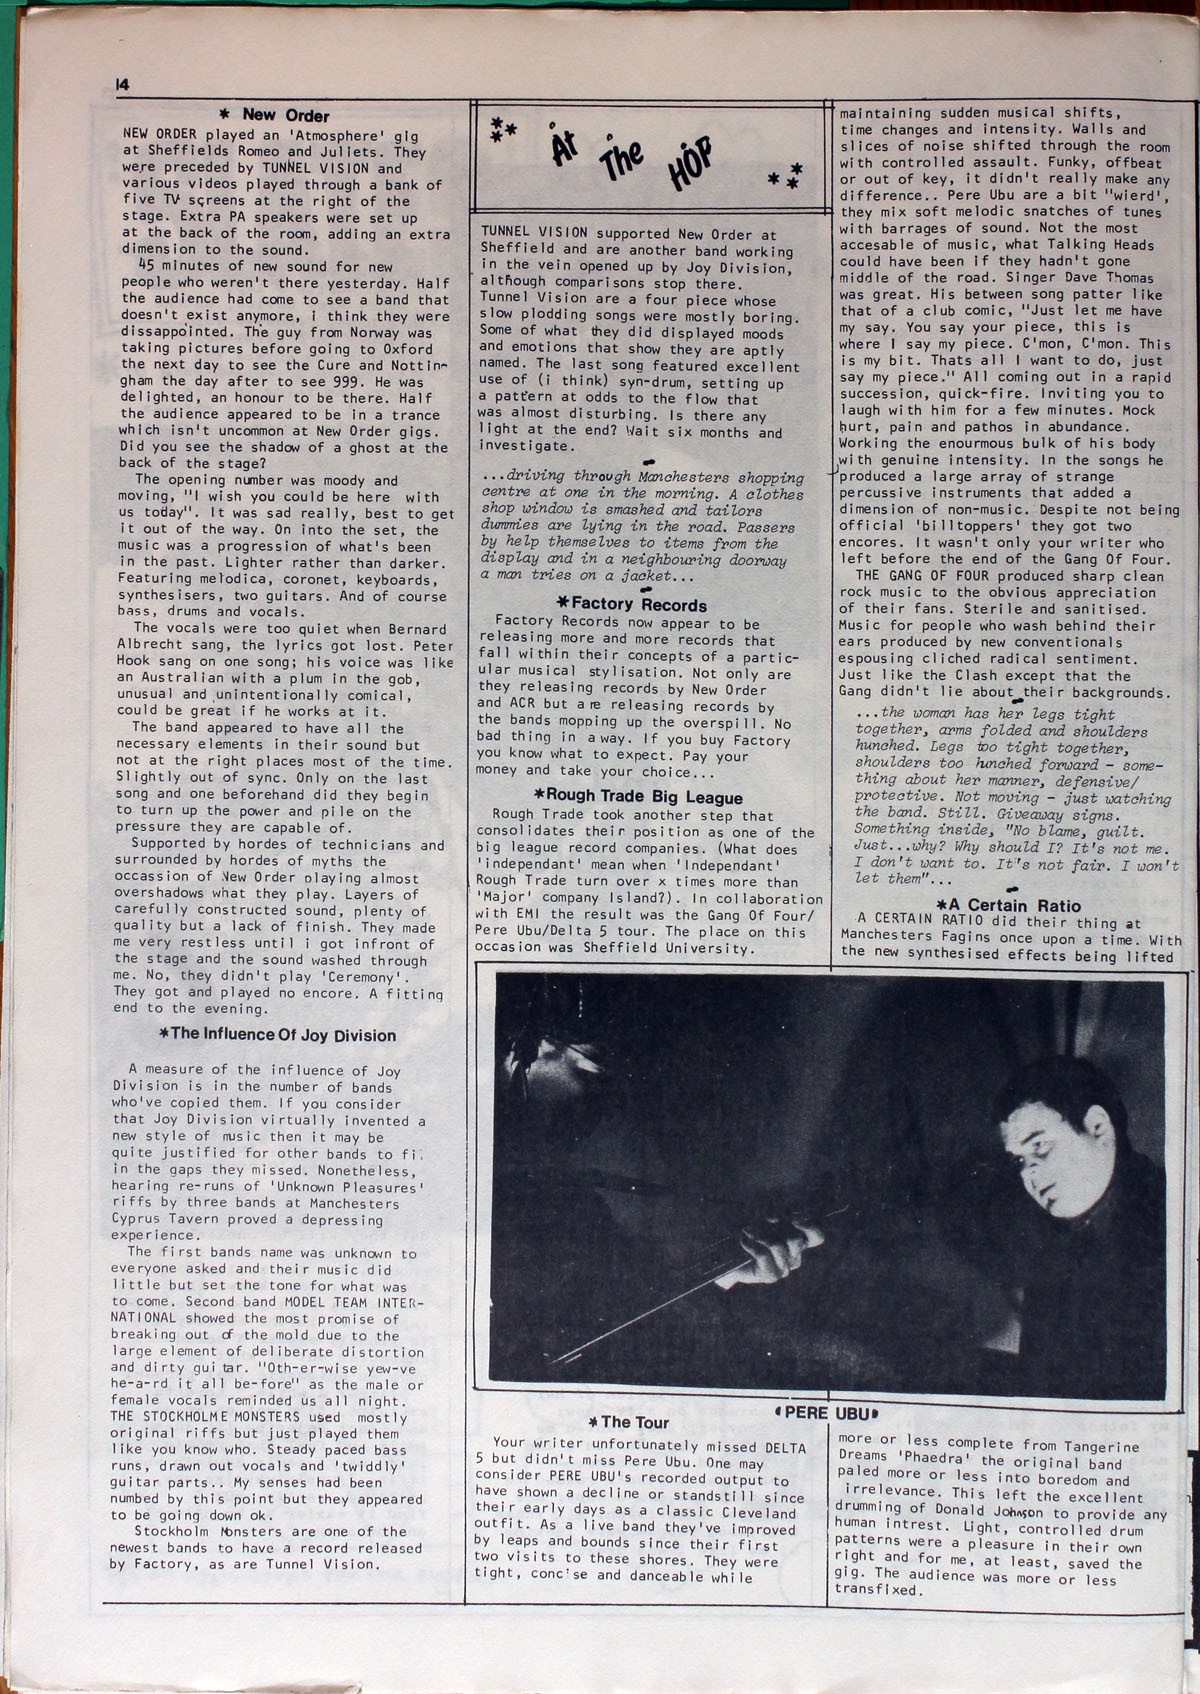 14
* New Order
NEW ORDER played an 'Atmosphere' gig
at Sheffields Romeo and Juliets. They
were preceded by TUNNEL VISION and
various videos played through a bank of
five TV screens at the right of the
stage. Extra PA speakers were set up
at the back of the room, adding an extra
dimension to the sound.
45 minutes of new sound for new
people who weren't there yesterday. Half
the audience had come to see a band that
doesn't exist anymore, i think they were
dissappointed. The guy from Norway was
taking pictures before going to Oxford
the next day to see the Cure and Nottin-
gham the day after to see 999. He was
delighted, an honour to be there. Half
the audience appeared to be in a trance
which isn't uncommon at New Order gigs.
Did you see the shadow of a ghost at the
back of the stage?
The opening number was moody and
moving, "I wish you could be here with
us today". It was sad really, best to get
it out of the way. On into the set, the
music was a progression of what's been
in the past. Lighter rather than darker.
Featuring melodica, coronet, keyboards,
synthesisers, two guitars. And of course
bass, drums and vocals.
The vocals were too quiet when Bernard
Albrecht sang, the lyrics got lost. Peter
Hook sang on one song; his voice was like
an Australian with a plum in the gob,
unusual and unintentionally comical,
could be great if he works at it.
The band appeared to have all the
necessary elements in their sound but
not at the right places most of the time.
Slightly out of sync. Only on the last
song and one beforehand did they begin
to turn up the power and pile on the
pressure they are capable of.
Supported by hordes of technicians and
surrounded by hordes of myths the
occassion of New Order playing almost
overshadows what they play. Layers of
carefully constructed sound, plenty of
quality but a lack of finish. They made
me very restless until i got infront of
the stage and the sound washed through
me. No, they didn't play 'Ceremony'.
They got and played no encore. A fitting
end to the evening.
*The Influence Of Joy Division
A measure of the influence of Joy
Division is in the number of bands
who've copied them. If you consider
that Joy Division virtually invented a
new style of music then it may be
quite justified for other bands to
in the gaps they missed. Nonetheless,
hearing re-runs of 'Unknown Pleasures'
riffs by three bands at Manchesters
Cyprus Tavern proved a depressing
experience.
The first bands name was unknown to
everyone asked and their music did
little but set the tone for what was
to come. Second band MODEL TEAM INTER-
NATIONAL showed the most promise of
breaking out of the mold due to the
large element of deliberate distortion
and dirty guitar. "Oth-er-wise yew-ve
he-a-rd it all be-fore" as the male or
female vocals reminded us all night.
THE STOCKHOLME MONSTERS used mostly
original riffs but just played them
like you know who. Steady paced bass
runs, drawn out vocals and 'twiddly'
guitar parts.. My senses had been
numbed by this point but they appeared
to be going down ok.
Stockholm Monsters are one of the
newest bands to have a record released
by Factory, as are Tunnel Vision.
*** At The HOP ***
TUNNEL VISION supported New Order at
Sheffield and are another band working
in the vein opened up by Joy Division,
although comparisons stop there.
Tunnel Vision are a four piece whose
slow plodding songs were mostly boring.
Some of what they did displayed moods
and emotions that show they are aptly
named. The last song featured excellent
use of (i think) syn-drum, setting up
a pattern at odds to the flow that
was almost disturbing. Is there any
light at the end? Wait six months and
investigate.
...driving through Manchesters shopping
centre at one in the morning. A clothes
shop window is smashed and tailors
dummies are lying in the road. Passers
by help themselves to items from the
display and in a neighbouring doorway
a man tries on a jacket...
*Factory Records
Factory Records now appear to be
releasing more and more records that
fall within their concepts of a partic-
ular musical stylisation. Not only are
they releasing records by New Order
and ACR but are releasing records by
the bands mopping up the overspill. No
bad thing in away. If you buy Factory
you know what to expect. Pay your
money and take your choice...
*Rough Trade Big League
Rough Trade took another step that
consolidates their position as one of the
big league record companies. (What does
'independant' mean when 'Independant'
Rough Trade turn over x times more than
'Major' company Island?). In collaboration
with EMI the result was the Gang Of Four/
Pere Ubu/Delta 5 tour. The place on this
occasion was Sheffield University.
*The Tour
Your writer unfortunately missed DELTA
5 but didn't miss Pere Ubu. One may
consider PERE UBU's recorded output to
have shown a decline or standstill since
their early days as a classic Cleveland
outfit. As a live band they've improved
by leaps and bounds since their first
two visits to these shores. They were
tight, concise and danceable while
maintaining sudden musical shifts,
time changes and intensity. Walls and
slices of noise shifted through the room
with controlled assault. Funky, offbeat
or out of key, it didn't really make any
difference.. Pere Ubu are a bit "wierd',
they mix soft melodic snatches of tunes
with barrages of sound. Not the most
accesable of music, what Talking Heads
could have been if they hadn't gone
middle of the road. Singer Dave Thomas
was great. His between song patter like
that of a club comic, "Just let me have
my say. You say your piece, this is
where I say my piece. C'mon, C'mon. This
is my bit. Thats all I want to do, just
say my piece." All coming out in a rapid
succession, quick-fire. Inviting you to
laugh with him for a few minutes. Mock
hurt, pain and pathos in abundance.
Working the enourmous bulk of his body
with genuine intensity. In the songs he
produced a large array of strange
percussive instruments that added a
dimension of non-music. Despite not being
official 'billtoppers' they got two
encores. It wasn't only your writer who
left before the end of the Gang Of Four.
THE GANG OF FOUR produced sharp clean
rock music to the obvious appreciation
of their fans. Sterile and sanitised.
Music for people who wash behind their
ears produced by new conventionals
espousing cliched radical sentiment.
Just like the Clash except that the
Gang didn't lie about their backgrounds.
...the woman has her legs tight
together, arms folded and shoulders
hunched. Legs too tight together,
shoulders too hunched forward - some-
thing about her manner, defensive/
protective. Not moving - just watching
the band. Still. Giveaway signs.
Something inside, "No blame, guilt.
Just...why? Why should I? It's not me.
I don't want to. It's not fair. I won't
let them"...
*A Certain Ratio
A CERTAIN RATIO did their thing at
Manchesters Fagins once upon a time. With
the new synthesised effects being lifted
PERE UBU
more or less complete from Tangerine
Dreams 'Phaedra' the original band
paled more or less into boredom and
irrelevance. This left the excellent
drumming of Donald Johnson to provide any
human intrest. Light, controlled drum
patterns were a pleasure in their own
right and for me, at least, saved the
gig. The audience was more or less
transfixed.